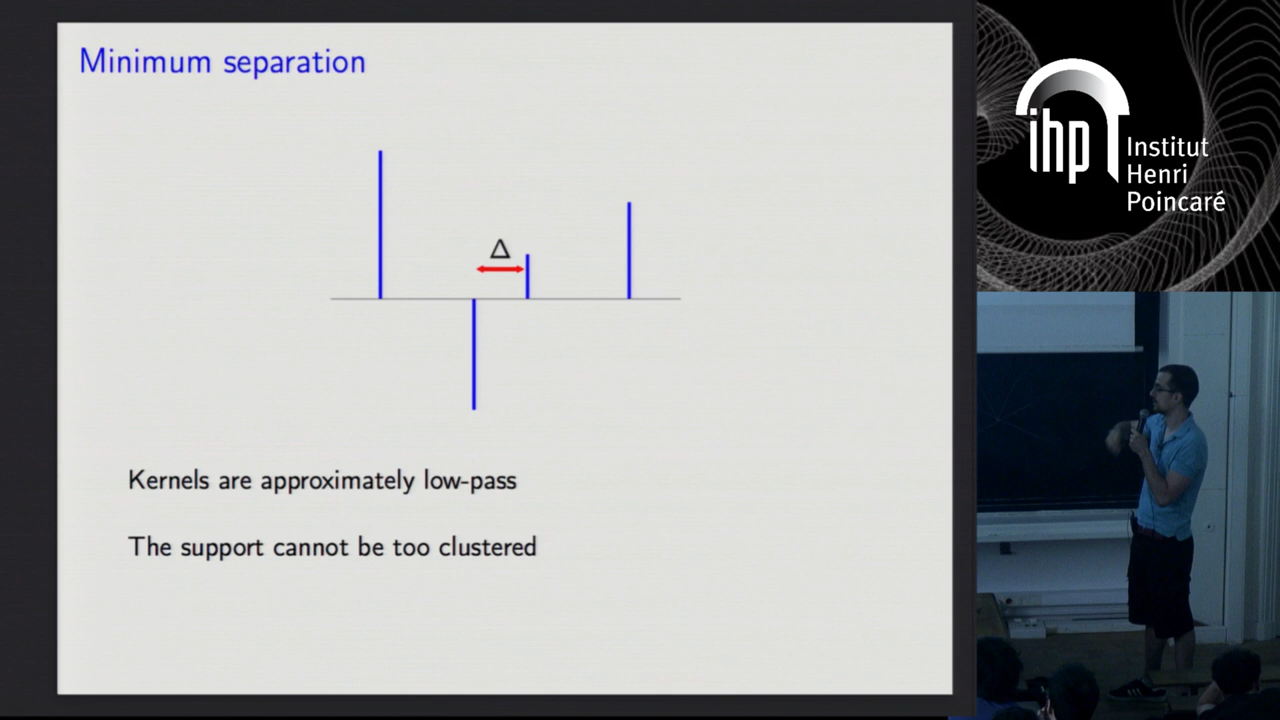 Minimum separation
Δ
Kernels are approximately low-pass
The support cannot be too clustered
ihp
Institut
Henri
Poincaré